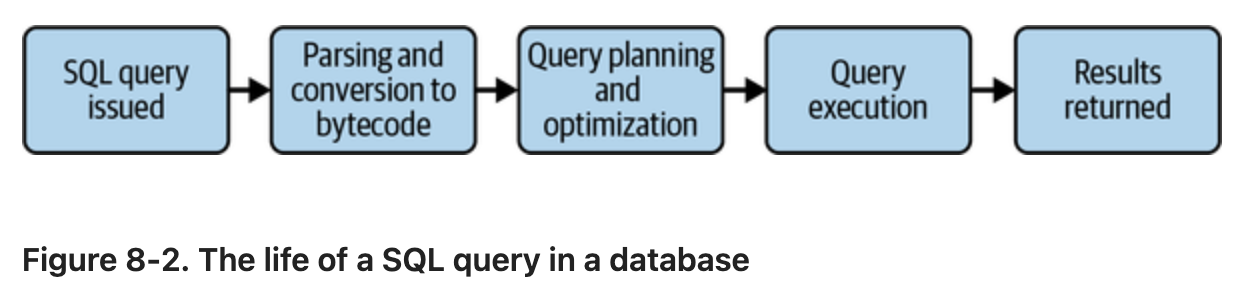 SQL query
issued
Parsing and
conversion to
bytecode
Query planning
and
optimization
Query
execution
Results
returned
Figure 8-2. The life of a SQL query in a database